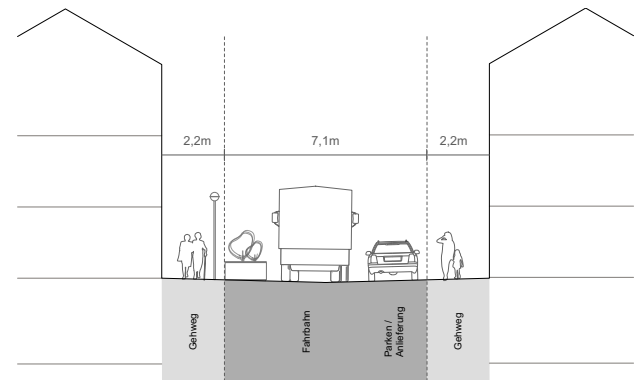 2,2m
7,1m
2,2m
Gehweg
Fahrbahn
Parken /
Anlieferung
Gehweg